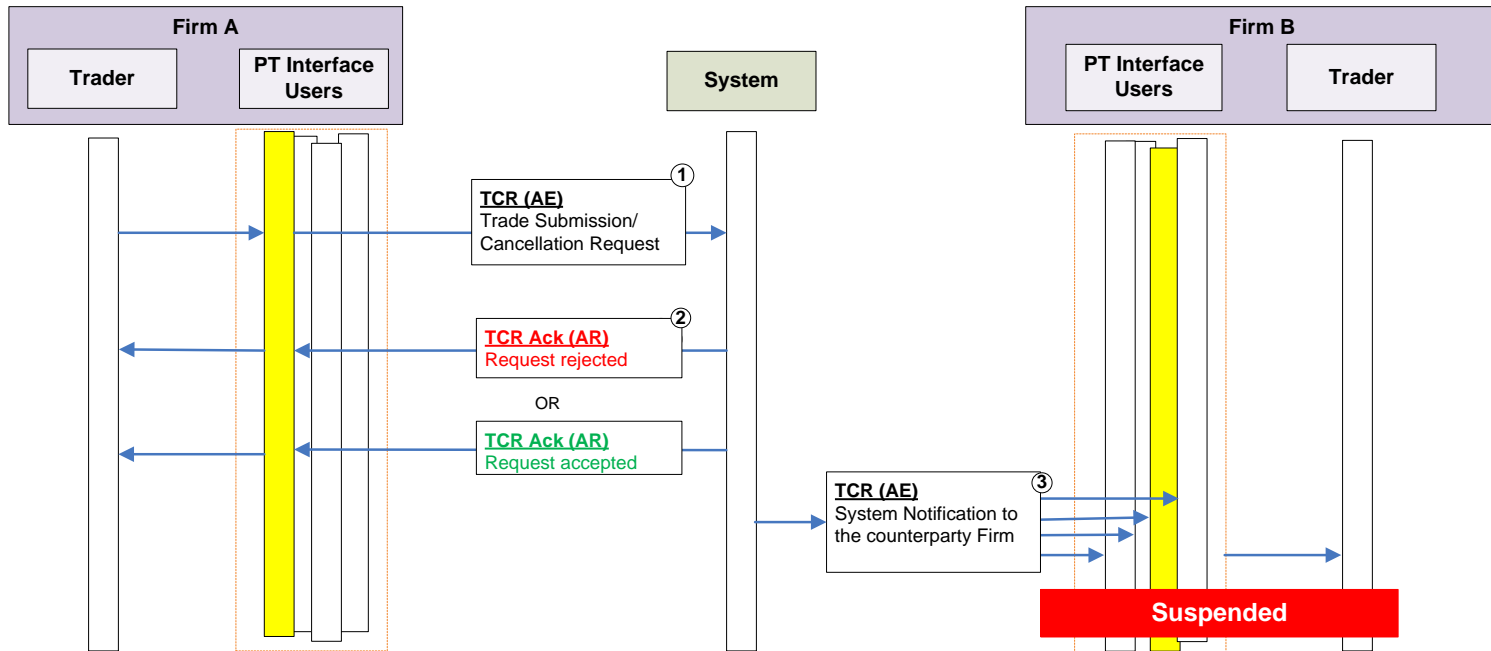 Firm A
Trader
PT Interface
Users
System
Firm B
PT Interface
Users
Trader
1
TCR (AE)
Trade Submission/
Cancellation Request
2
TCR Ack (AR)
Request rejected
OR
TCR Ack (AR)
Request accepted
3
TCR (AE)
System Notification to
the counterparty Firm
Suspended